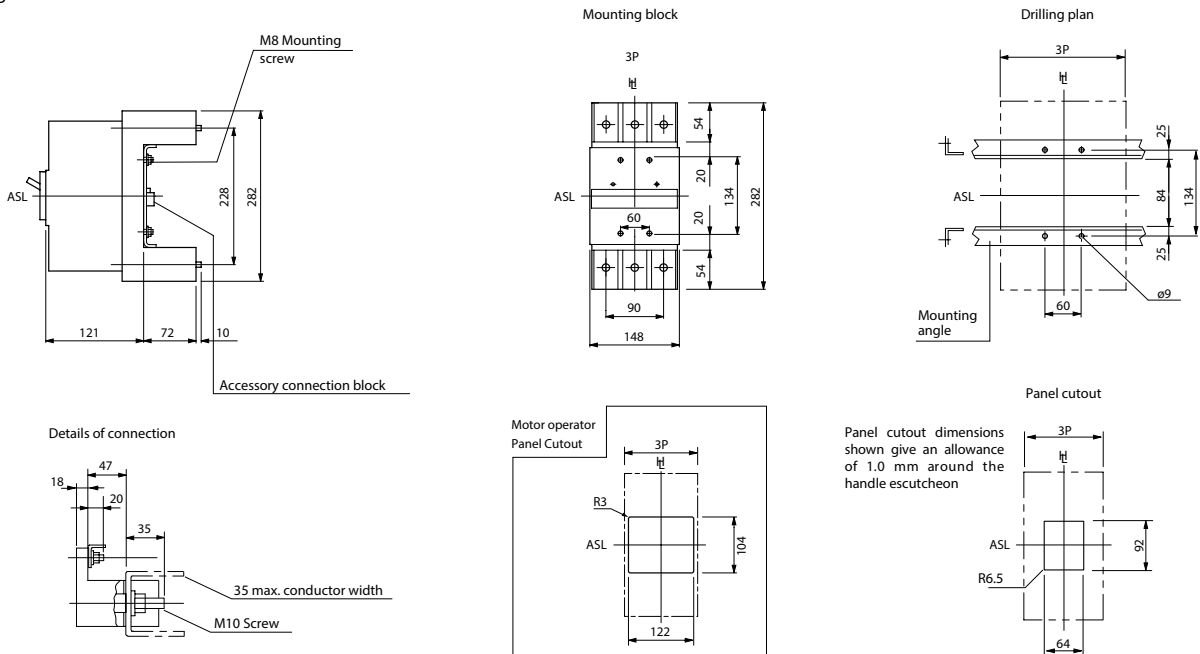 Mounting block
Drilling plan
M8 Mounting
screw
ASL
228
282
121
72
10
Accessory connection block
3P
HL
ASL
54
20
134
282
60
20
54
90
148
3P
HL
ASL
25
84
134
25
ø9
60
Mounting
angle
Details of connection
47
18
20
35
35 max. conductor width
M10 Screw
Motor operator
Panel Cutout
3P
HL
R3
ASL
104
122
Panel cutout
Panel cutout dimensions
shown give an allowance
of 1.0 mm around the
handle escutcheon
3P
HL
ASL
92
R6.5
64